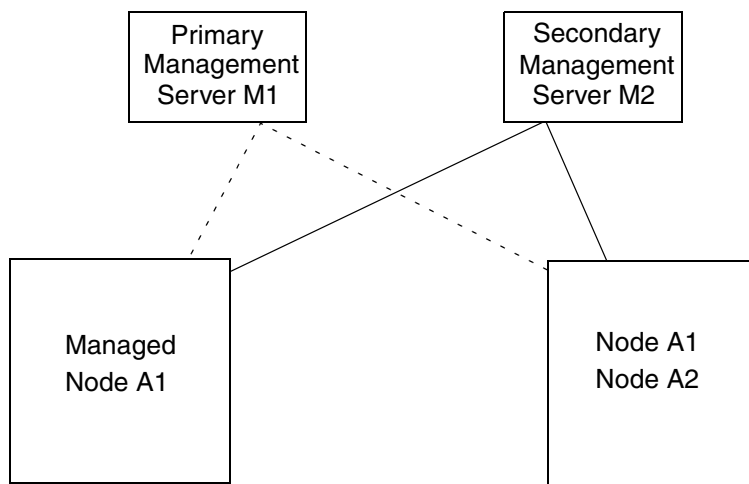 Primary
Management
Server M1
Secondary
Management
Server M2
Managed
Node A1
Node A1
Node A2